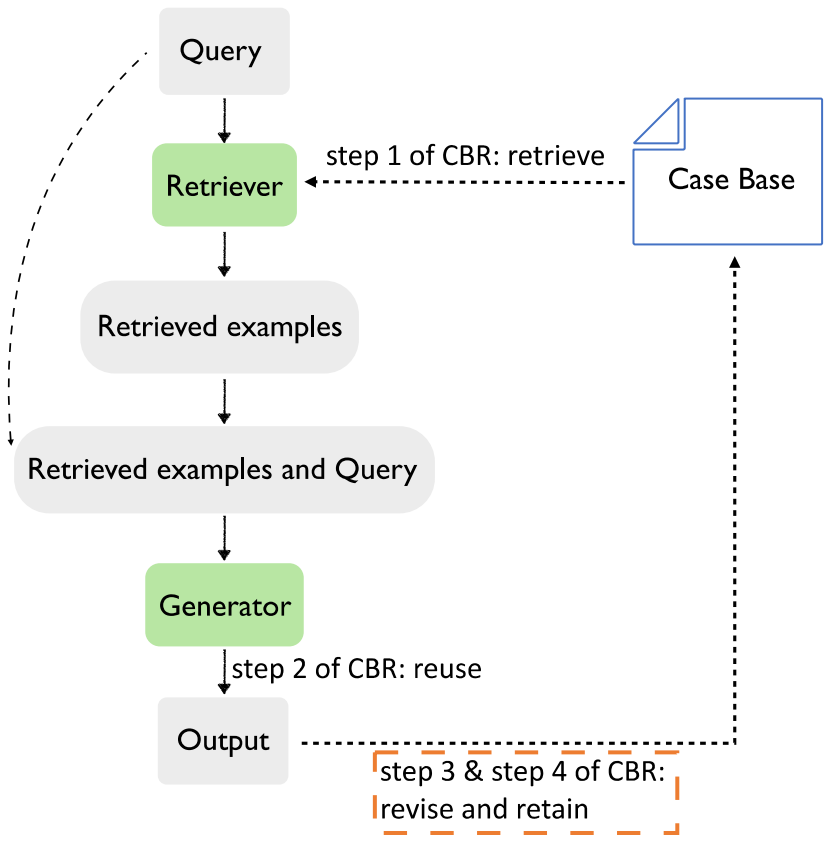 Query
step 1 of CBR: retrieve
Case Base
Retriever
Retrieved examples
Retrieved examples and Query
Generator
step 2 of CBR: reuse
Output
step 3 & step 4 of CBR:
revise and retain